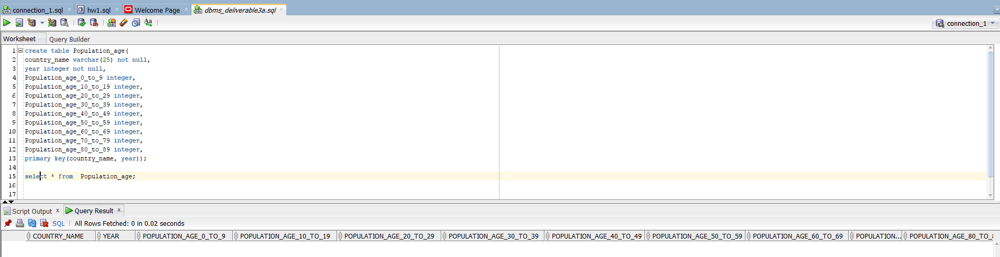 connection_1.sql × hw1.sql × Welcome Page × dbms_deliverable3a.sql ×
SQL Aa connection_1
Worksheet Query Builder
1 create table Population_age(
2 country_name varchar(25) not null,
3 year integer not null,
4 Population_age_0_to_9 integer,
5 Population_age_10_to_19 integer,
6 Population_age_20_to_29 integer,
7 Population_age_30_to_39 integer,
8 Population_age_40_to_49 integer,
9 Population_age_50_to_59 integer,
10 Population_age_60_to_69 integer,
11 Population_age_70_to_79 integer,
12 Population_age_80_to_89 integer,
13 primary key(country_name, year));
14
15 select * from  Population_age;
16
17
Script Output × Query Result ×
SQL All Rows Fetched: 0 in 0.02 seconds
COUNTRY_NAME YEAR POPULATION_AGE_0_TO_9 POPULATION_AGE_10_TO_19 POPULATION_AGE_20_TO_29 POPULATION_AGE_30_TO_39 POPULATION_AGE_40_TO_49 POPULATION_AGE_50_TO_59 POPULATION_AGE_60_TO_69 POPULATION... POPULATION_AGE_80_TO_8